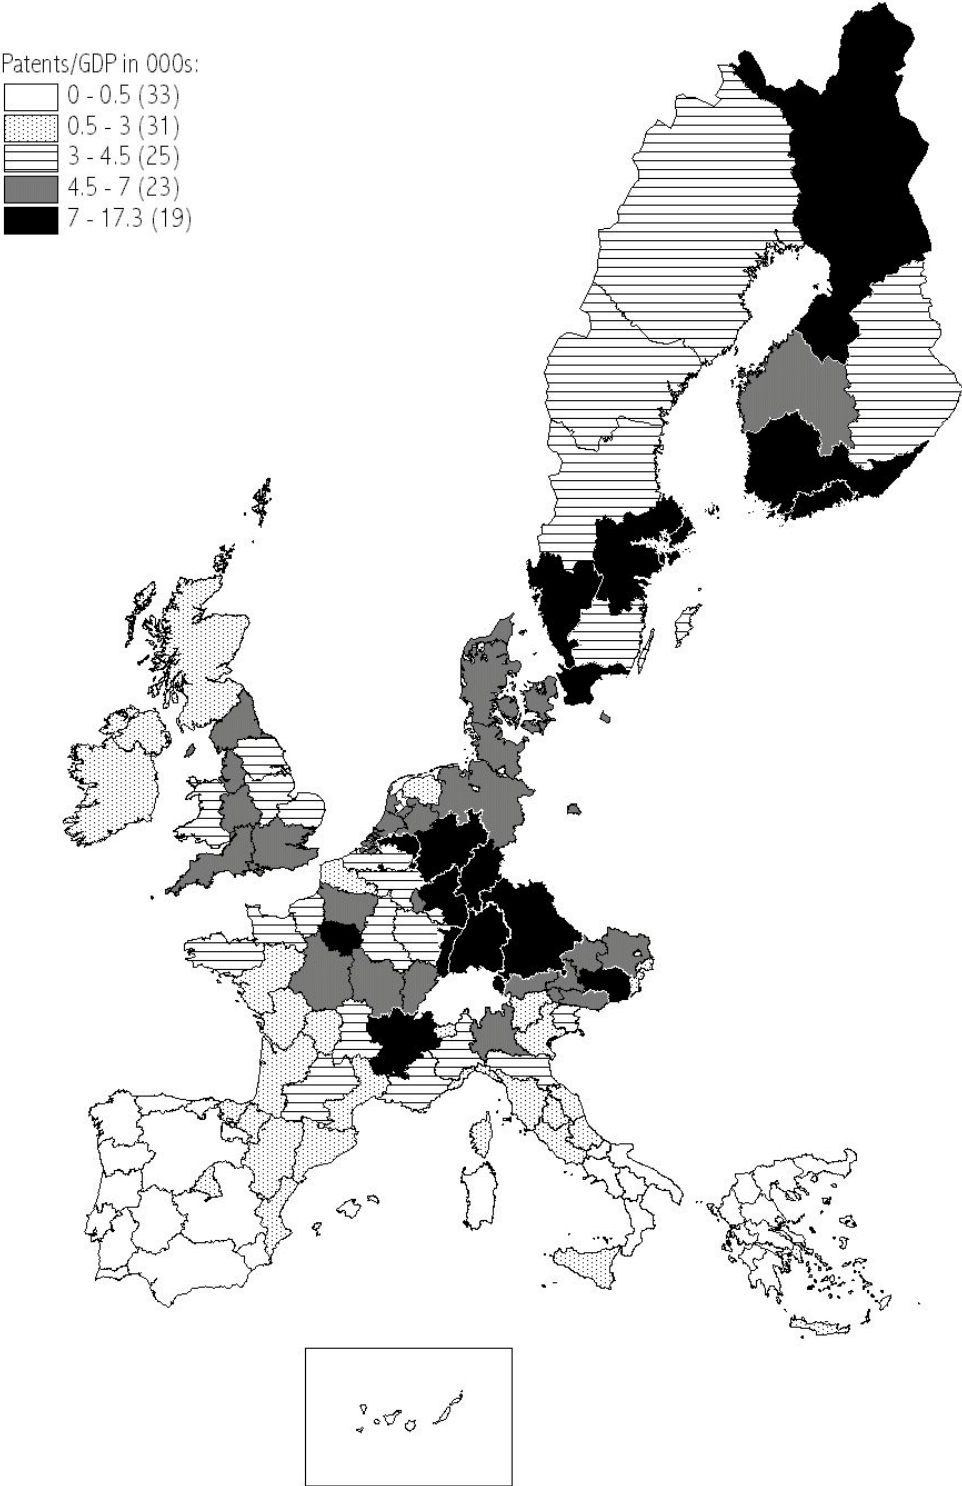 Patents/GDP in 000s:
0 - 0.5 (33)
0.5 - 3 (31)
3 - 4.5 (25)
4.5 - 7 (23)
7 - 17.3 (19)